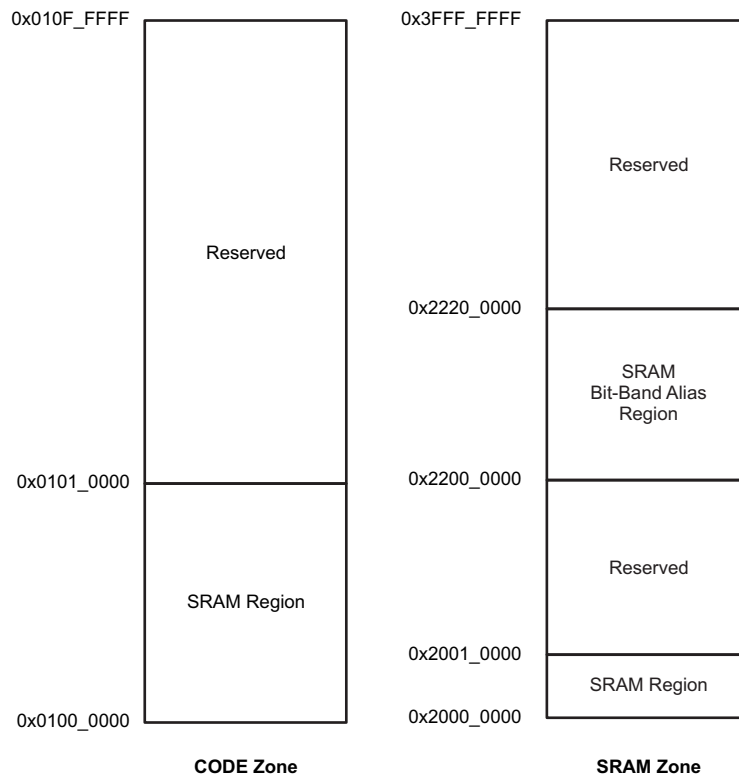 0x010F_FFFF
Reserved
0x0101_0000
SRAM Region
0x0100_0000
CODE Zone
0x3FFF_FFFF
Reserved
0x2220_0000
SRAM
Bit-Band Alias
Region
0x2200_0000
Reserved
0x2001_0000
SRAM Region
0x2000_0000
SRAM Zone